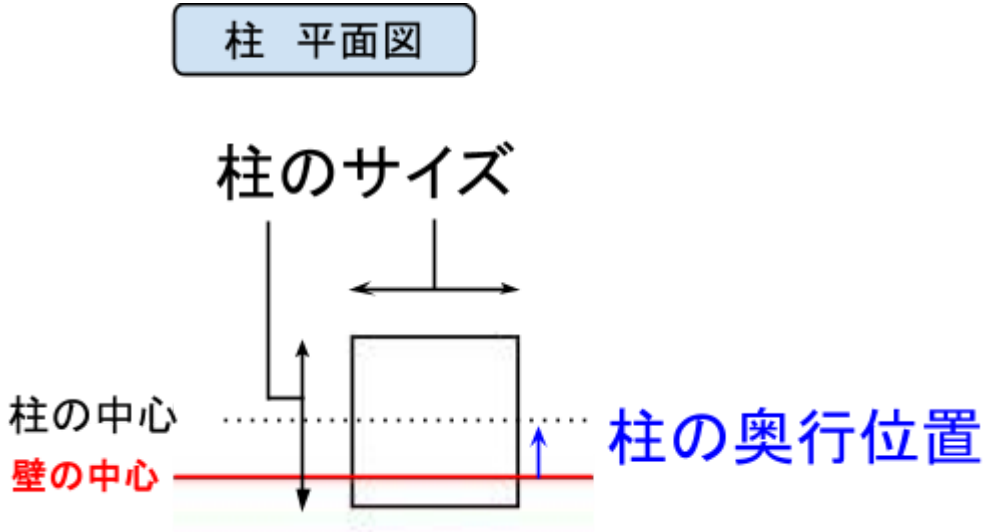 柱　平面図
柱のサイズ
柱の中心
柱の奥行位置
壁の中心